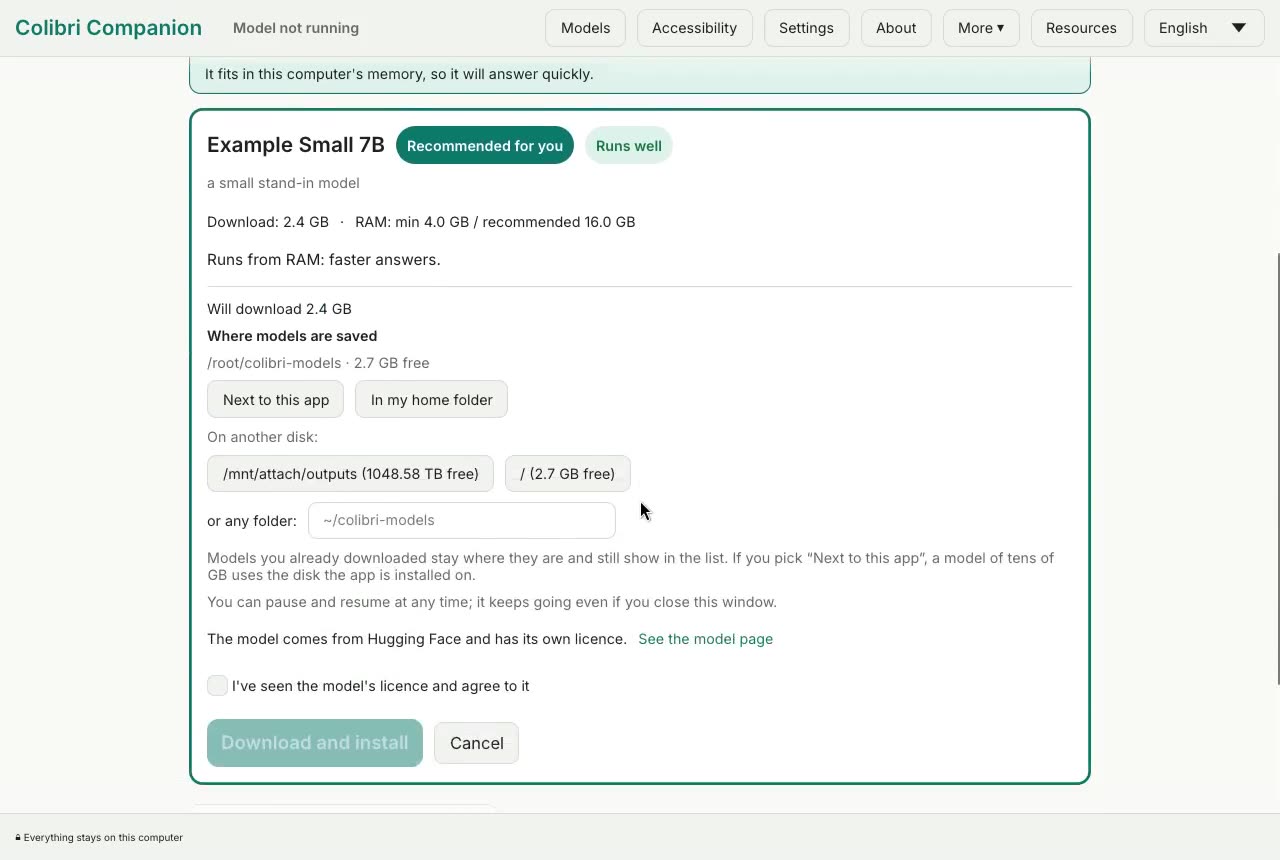 Colibri Companion
Model not running
Models
Accessibility
Settings
About
More ▾
Resources
English
It fits in this computer's memory, so it will answer quickly.
Example Small 7B
Recommended for you
Runs well
a small stand-in model
Download: 2.4 GB · RAM: min 4.0 GB / recommended 16.0 GB
Runs from RAM: faster answers.
Will download 2.4 GB
Where models are saved
/root/colibri-models · 2.7 GB free
Next to this app
In my home folder
On another disk:
/mnt/attach/outputs (1048.58 TB free)
/ (2.7 GB free)
or any folder:
~/colibri-models
Models you already downloaded stay where they are and still show in the list. If you pick “Next to this app”, a model of tens of
GB uses the disk the app is installed on.
You can pause and resume at any time; it keeps going even if you close this window.
The model comes from Hugging Face and has its own licence. See the model page
I've seen the model's licence and agree to it
Download and install
Cancel
Everything stays on this computer